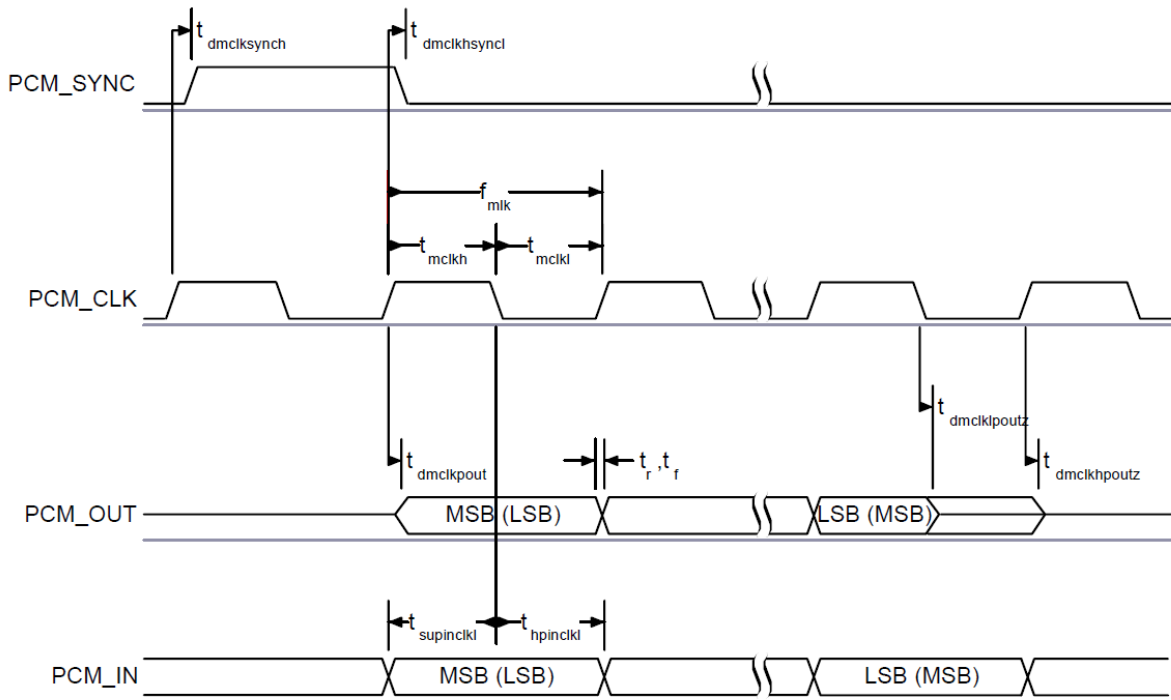 t dmclksynch
t dmclkhsyncl
PCM_SYNC
f mlk
t mclkh
t mclkl
PCM_CLK
t dmclklpoutz
t dmclkpout
t r ,t f
t dmclkhpoutz
PCM_OUT
MSB (LSB)
LSB (MSB)
t supinclkl
t hpinclkl
PCM_IN
MSB (LSB)
LSB (MSB)